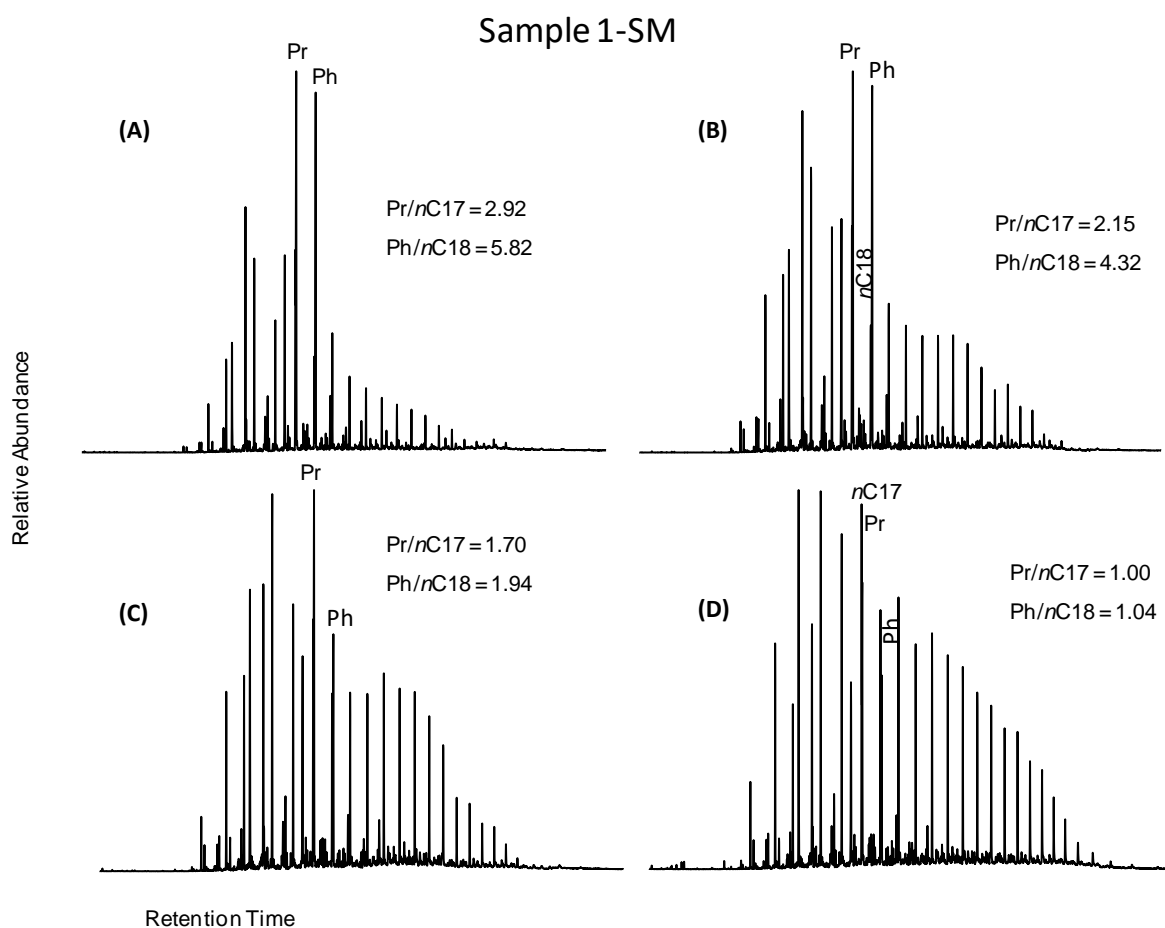 Sample 1-SM
Pr
Ph
(A)
Pr/nC17 = 2.92
Ph/nC18 = 5.82
Pr
Ph
(B)
nC18
Pr/nC17 = 2.15
Ph/nC18 = 4.32
Relative Abundance
Pr
Ph
(C)
Pr/nC17 = 1.70
Ph/nC18 = 1.94
nC17
Pr
Ph
(D)
Pr/nC17 = 1.00
Ph/nC18 = 1.04
Retention Time